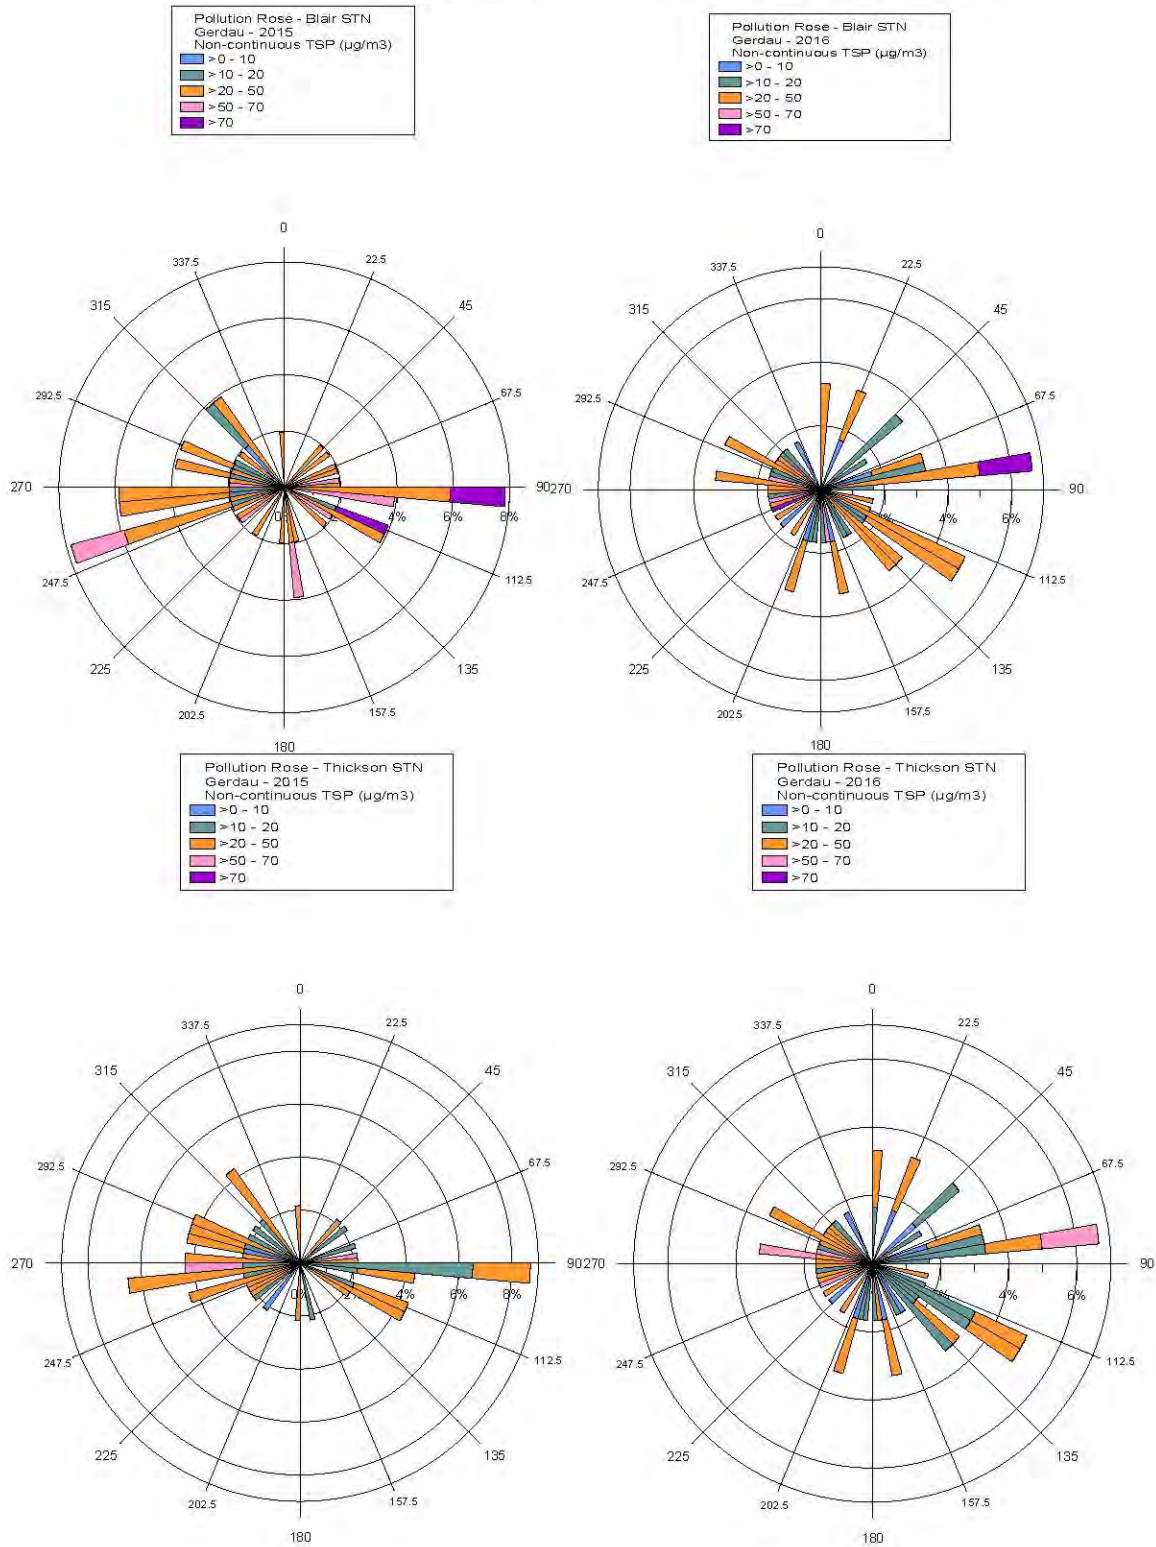 Pollution Rose - Blair STN
Gerdau - 2015
Non-continuous TSP (µg/m3)
>0 - 10
>10 - 20
>20 - 50
>50 - 70
>70
Pollution Rose - Blair STN
Gerdau - 2016
Non-continuous TSP (µg/m3)
>0 - 10
>10 - 20
>20 - 50
>50 - 70
>70
0
22.5
45
67.5
90
112.5
135
157.5
180
202.5
225
247.5
270
292.5
315
337.5
4%
6%
8%
0
22.5
45
67.5
90
112.5
135
157.5
180
202.5
225
247.5
270
292.5
315
337.5
4%
6%
Pollution Rose - Thickson STN
Gerdau - 2015
Non-continuous TSP (µg/m3)
>0 - 10
>10 - 20
>20 - 50
>50 - 70
>70
Pollution Rose - Thickson STN
Gerdau - 2016
Non-continuous TSP (µg/m3)
>0 - 10
>10 - 20
>20 - 50
>50 - 70
>70
0
22.5
45
67.5
90
112.5
135
157.5
180
202.5
225
247.5
270
292.5
315
337.5
0%
4%
6%
8%
0
22.5
45
67.5
90
112.5
135
157.5
180
202.5
225
247.5
270
292.5
315
337.5
4%
6%